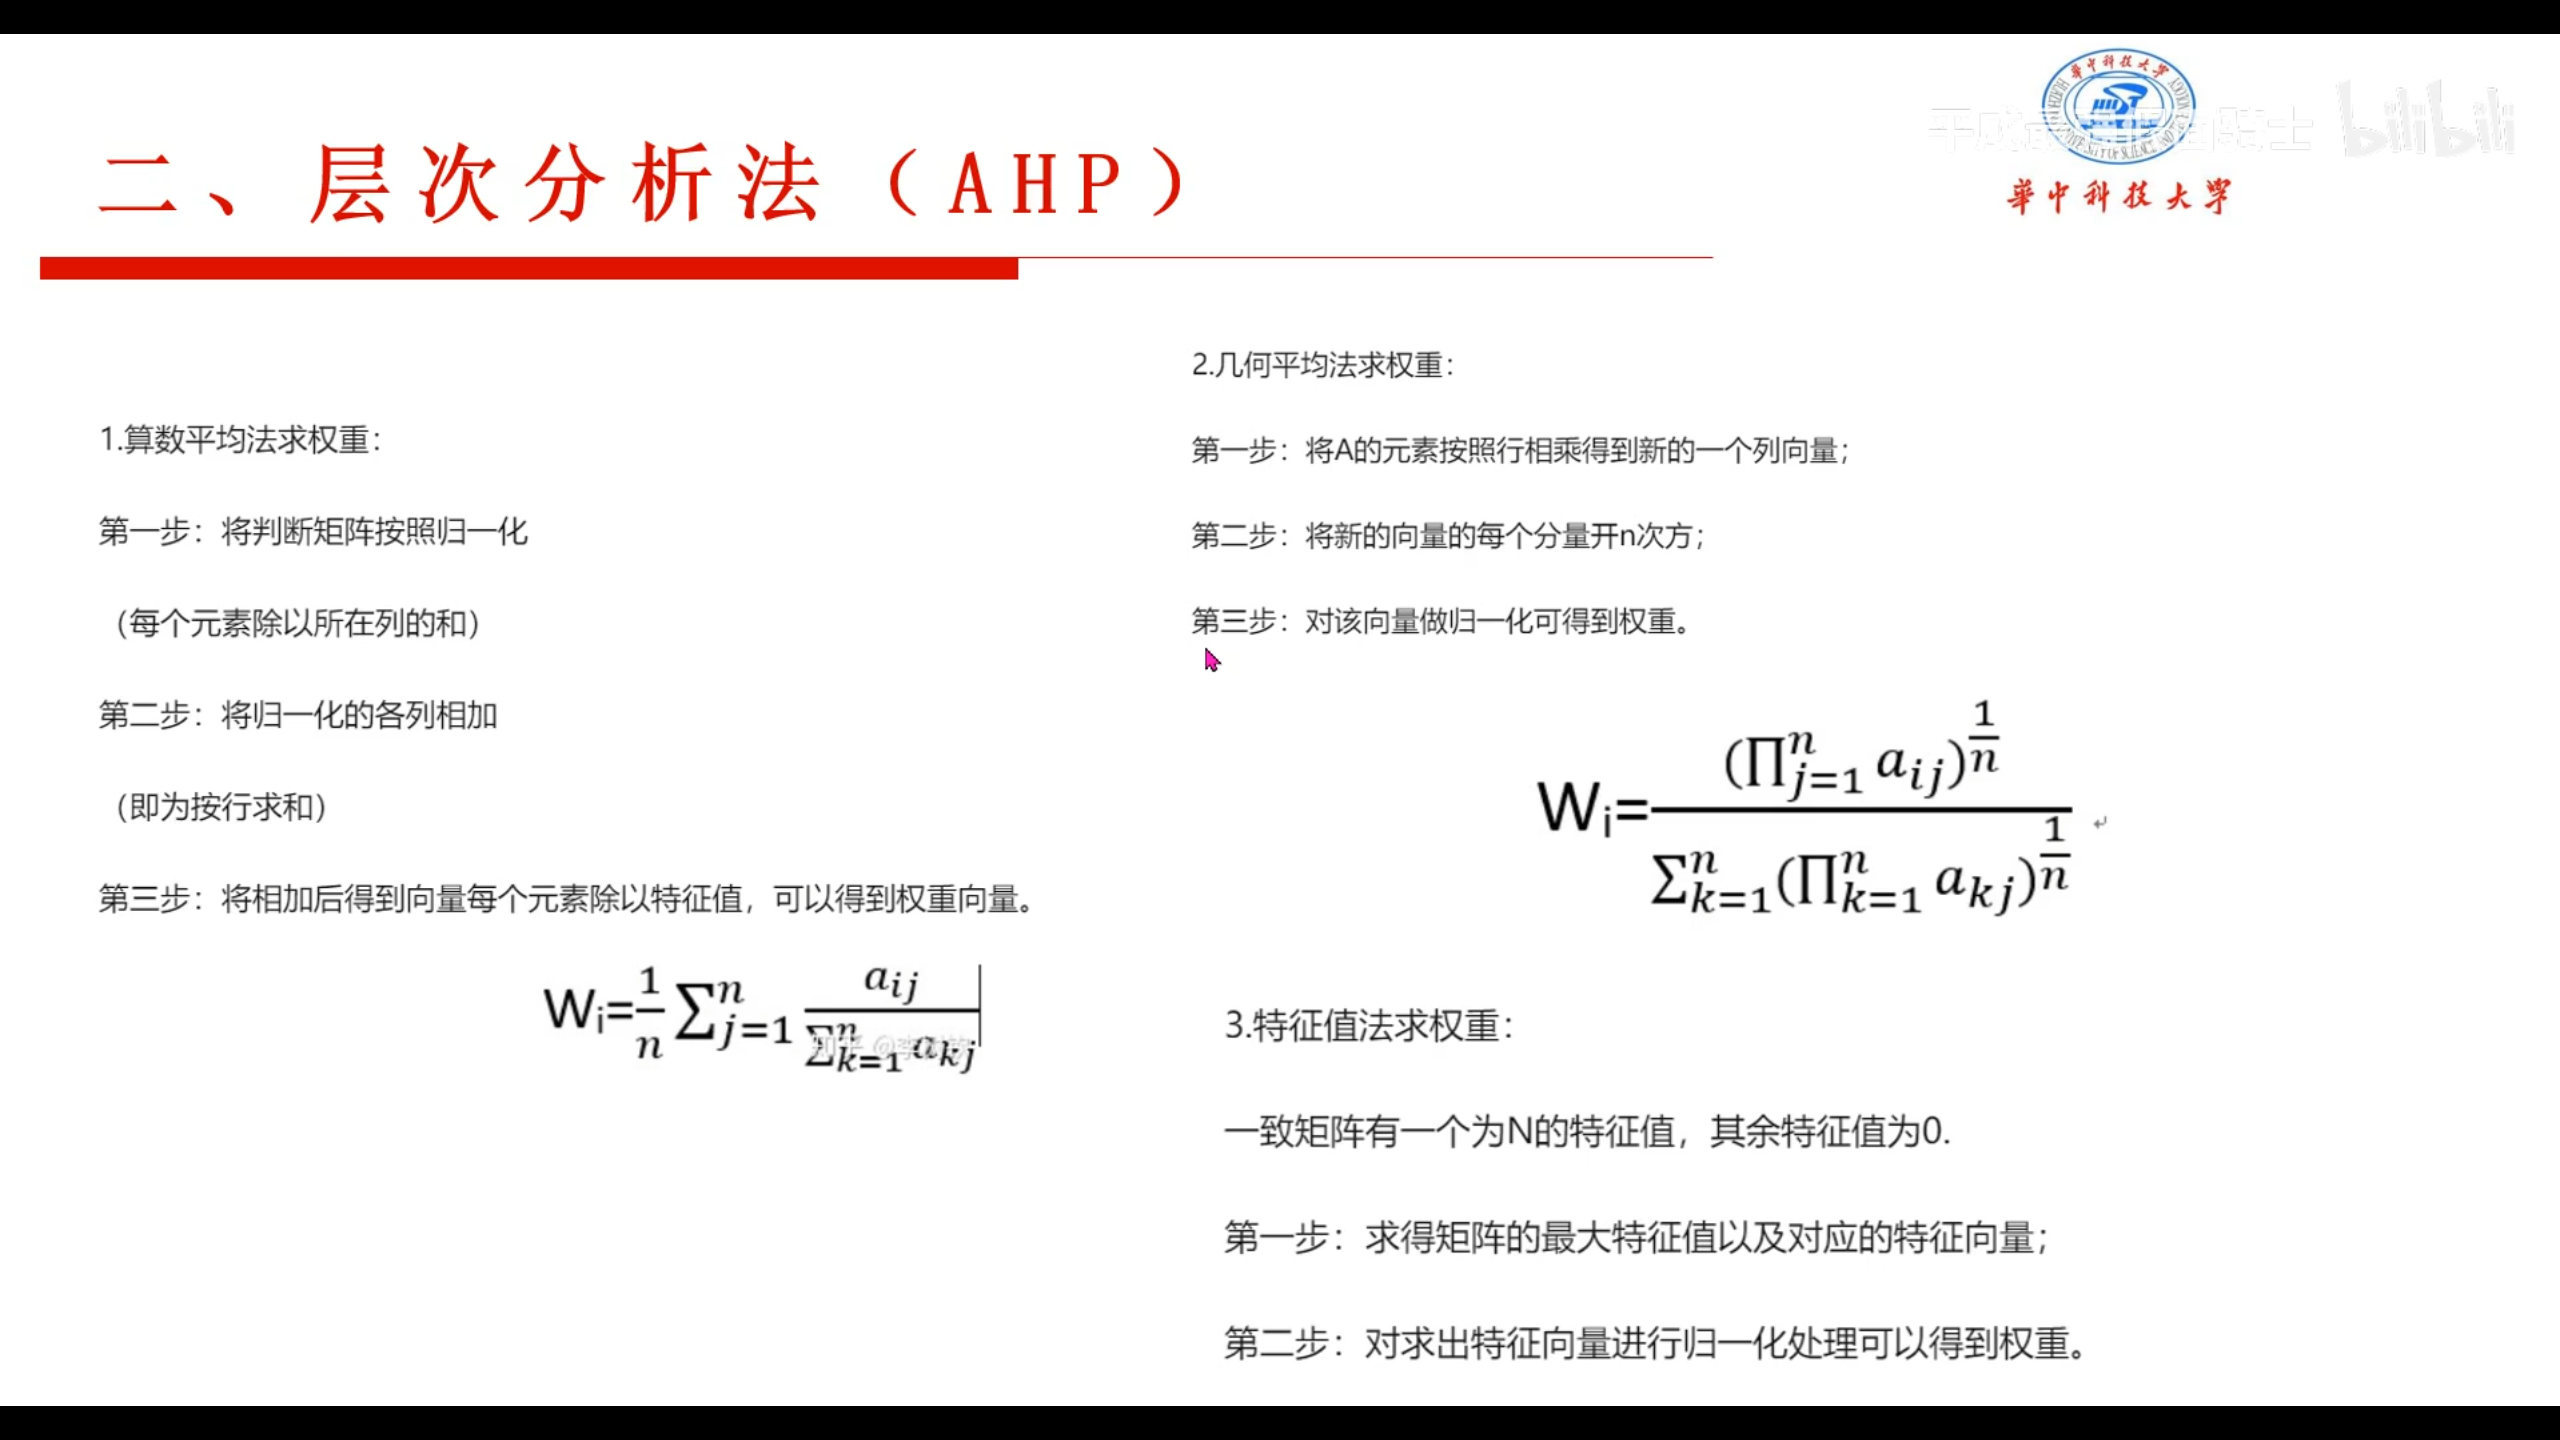 二、层次分析法（AHP）
華中科技大學
bilibili
1.算数平均法求权重：
第一步：将判断矩阵按照归一化
（每个元素除以所在列的和）
第二步：将归一化的各列相加
（即为按行求和）
第三步：将相加后得到向量每个元素除以特征值，可以得到权重向量。
W_i=\frac{1}{n}\sum_{j=1}^{n}\frac{a_{ij}}{\sum_{k=1}^{n}a_{kj}}
2.几何平均法求权重：
第一步：将A的元素按照行相乘得到新的一个列向量；
第二步：将新的向量的每个分量开n次方；
第三步：对该向量做归一化可得到权重。
W_i=\frac{(\prod_{j=1}^{n}a_{ij})^{\frac{1}{n}}}{\sum_{k=1}^{n}(\prod_{k=1}^{n}a_{kj})^{\frac{1}{n}}}
3.特征值法求权重：
一致矩阵有一个为N的特征值，其余特征值为0.
第一步：求得矩阵的最大特征值以及对应的特征向量；
第二步：对求出特征向量进行归一化处理可以得到权重。